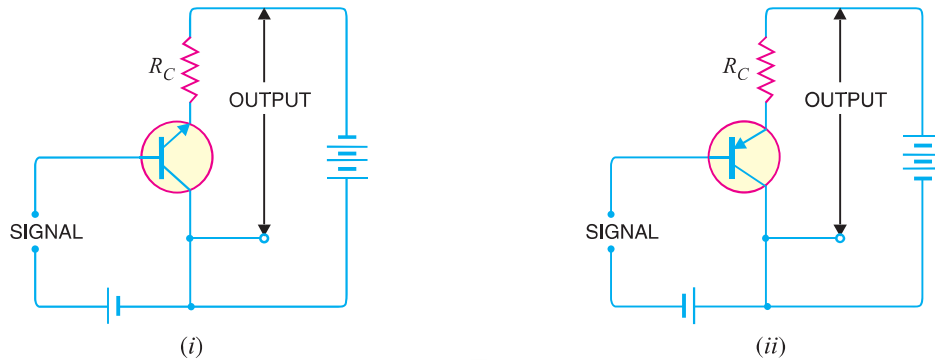 R_C
OUTPUT
SIGNAL
(i)
R_C
OUTPUT
SIGNAL
(ii)